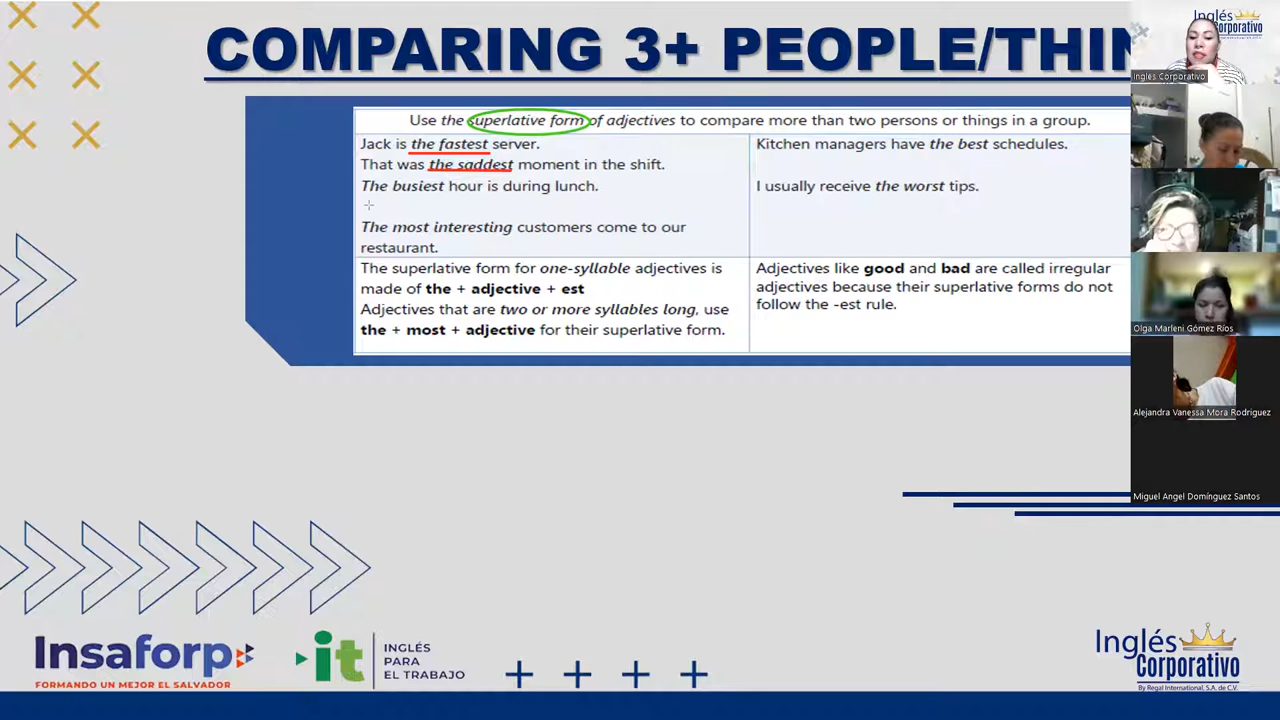 COMPARING 3+ PEOPLE/THIN
Use the superlative form of adjectives to compare more than two persons or things in a group.
Jack is the fastest server.
That was the saddest moment in the shift.
The busiest hour is during lunch.
The most interesting customers come to our
restaurant.
Kitchen managers have the best schedules.
I usually receive the worst tips.
The superlative form for one-syllable adjectives is
made of the + adjective + est
Adjectives that are two or more syllables long, use
the + most + adjective for their superlative form.
Adjectives like good and bad are called irregular
adjectives because their superlative forms do not
follow the -est rule.
Inglés
Corporativo
Ingles Corporativo
Olga Marleni Gómez Ríos
Alejandra Vanessa Mora Rodriguez
Miguel Angel Domínguez Santos
Insaforp
FORMANDO UN MEJOR EL SALVADOR
it
INGLÉS
PARA
EL TRABAJO
Inglés
Corporativo
By Regal International, S.A. de C.V.